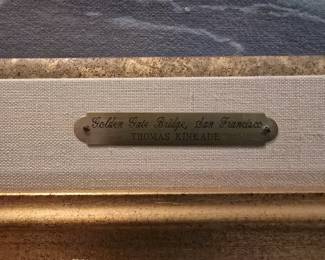 Golden Gate Bridge, San Francisco
THOMAS KINKADE